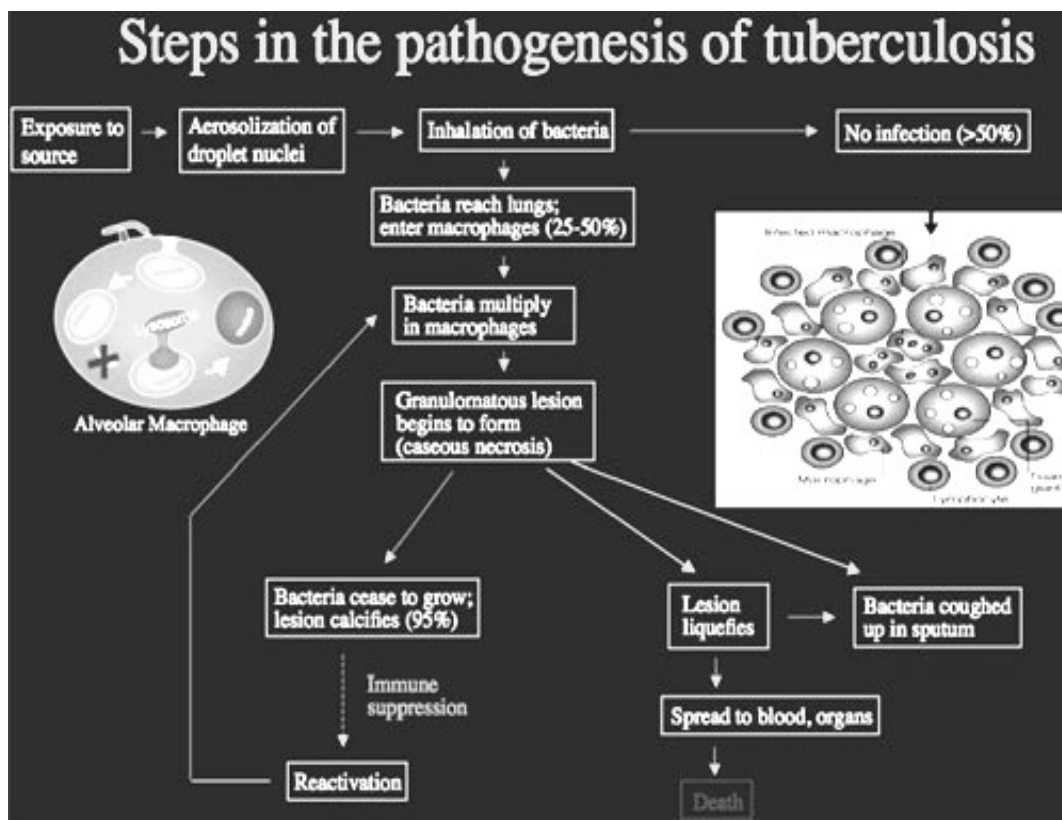 Steps in the pathogenesis of tuberculosis
Exposure to
source
Aerosolization of
droplet nuclei
Inhalation of bacteria
No infection (>50%)
Bacteria reach lungs;
enter macrophages (25-50%)
Infected macrophage
Lysosome
Bacteria multiply
in macrophages
Alveolar Macrophage
Granulomatous lesion
begins to form
(caseous necrosis)
Macrophage
Lymphocyte
Bacteria cease to grow;
lesion calcifies (95%)
Lesion
liquefies
Bacteria coughed
up in sputum
Immune
suppression
Spread to blood, organs
Reactivation
Death